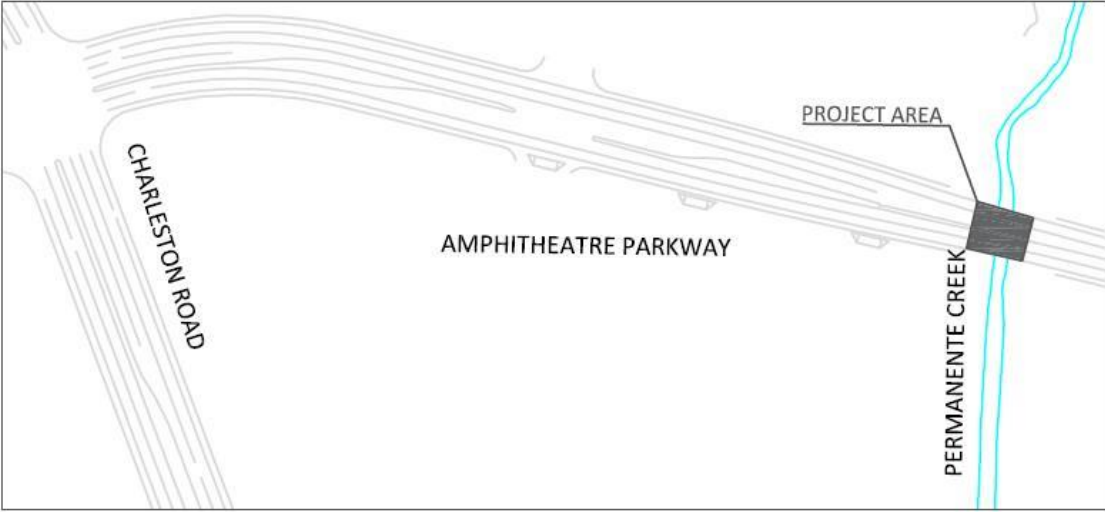 PROJECT AREA
CHARLESTON ROAD
AMPHITHEATRE PARKWAY
PERMANENTE CREEK